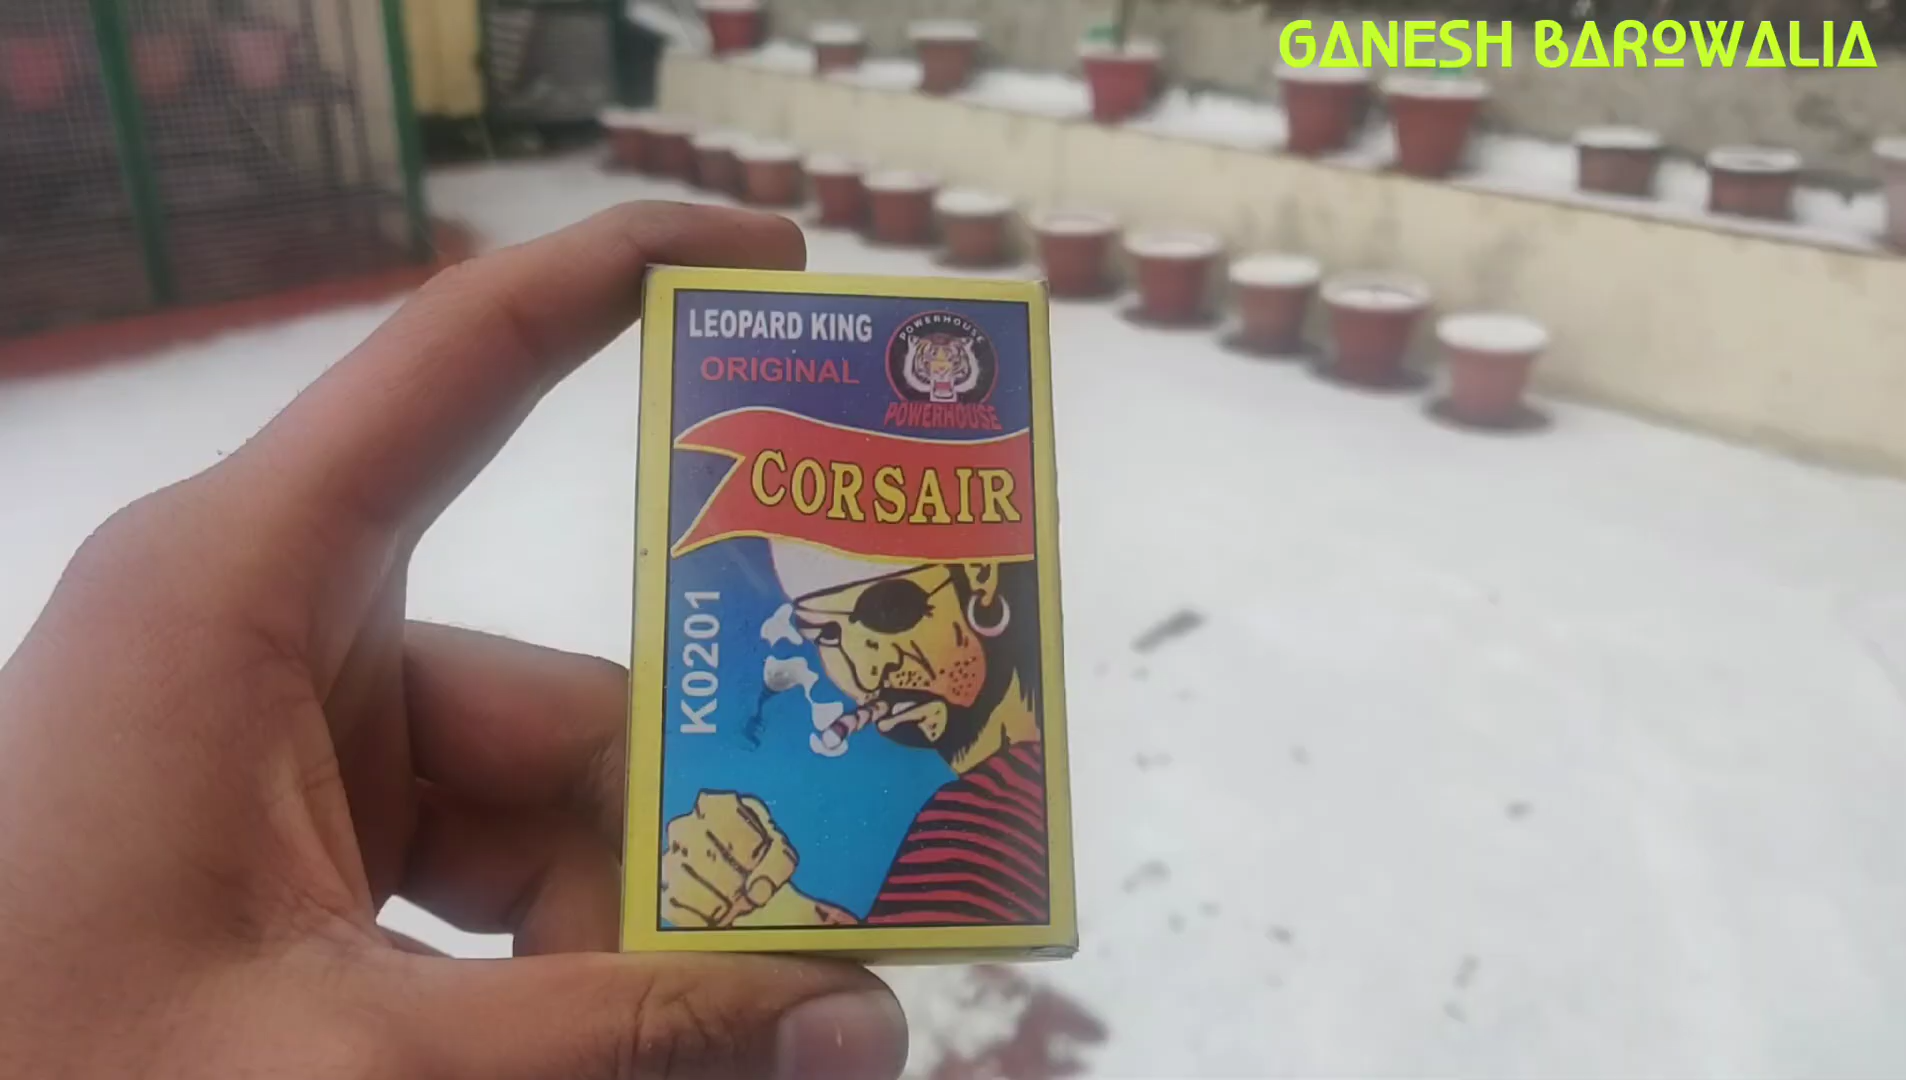 GANESH BAROWALIA
LEOPARD KING
ORIGINAL
POWERHOUSE
POWERHOUSE
CORSAIR
K0201